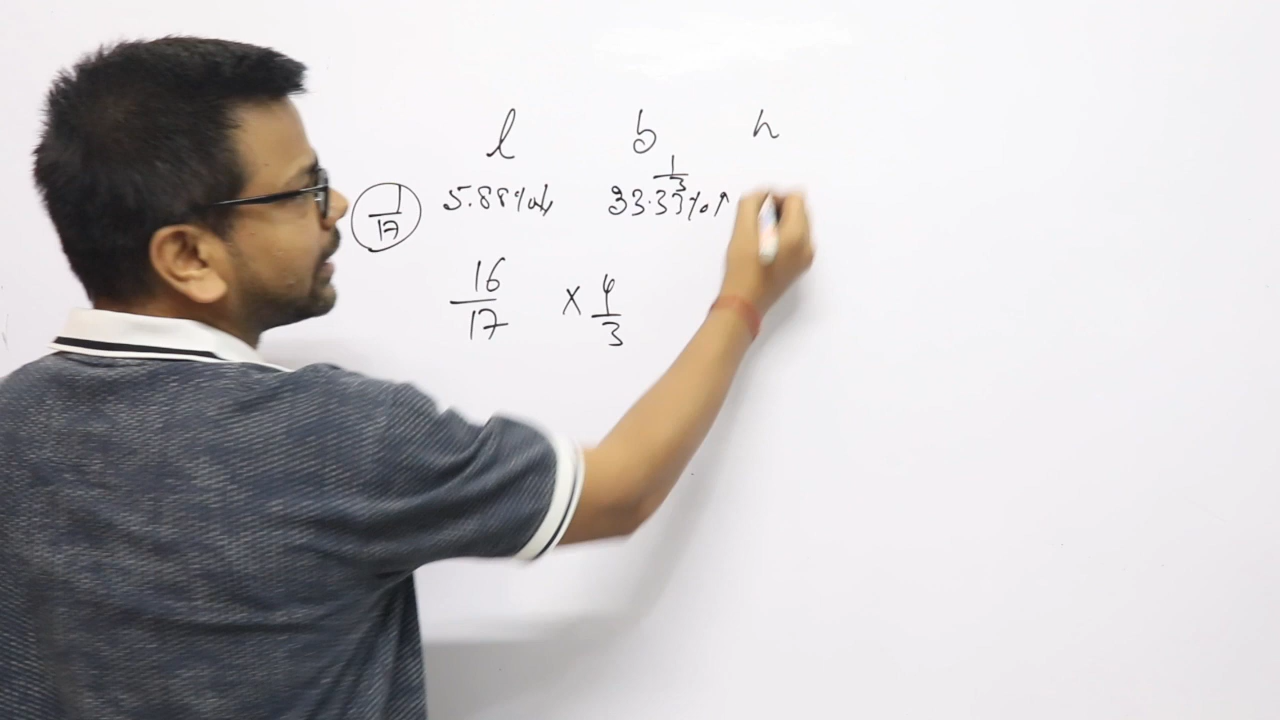 l b h
1/17 5.88%↓ 1/3 33.33%↑
16/17 × 4/3